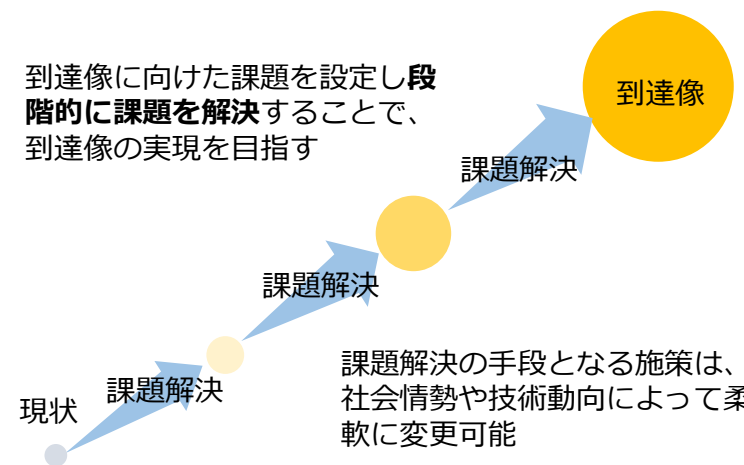 到達像に向けた課題を設定し段
階的に課題を解決することで、
到達像の実現を目指す
到達像
課題解決
課題解決
課題解決
現状
課題解決の手段となる施策は、
社会情勢や技術動向によって柔
軟に変更可能